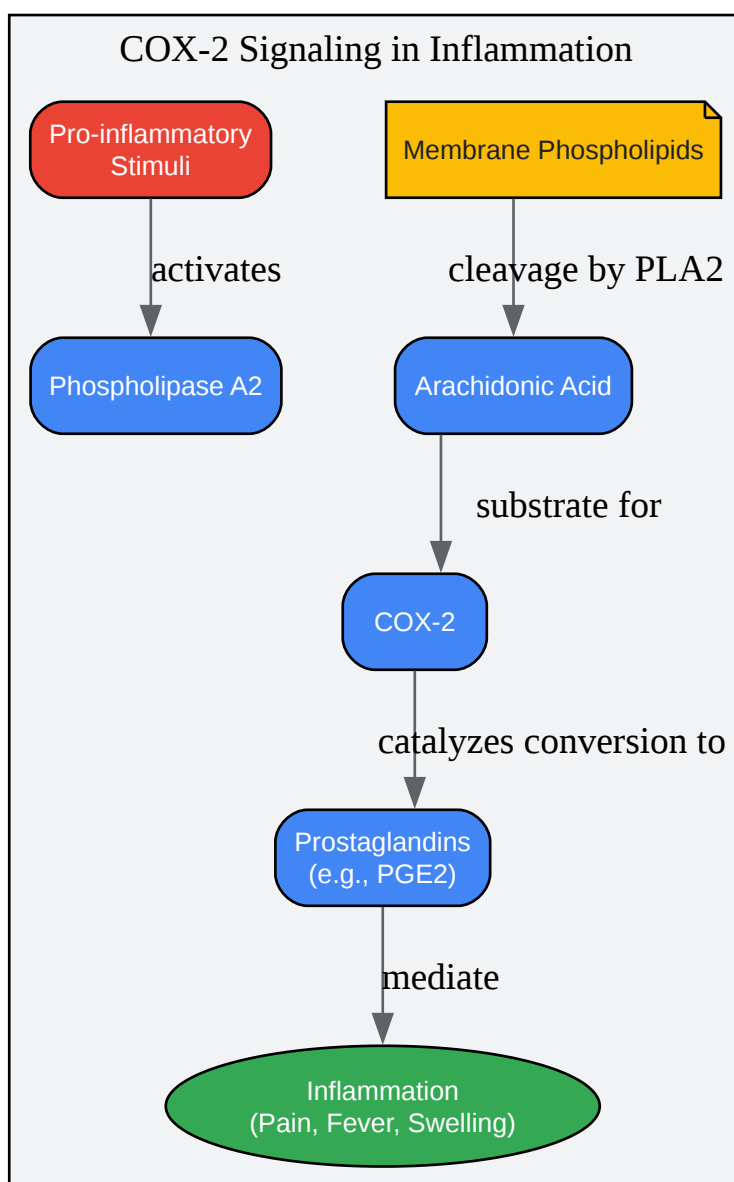 COX-2 Signaling in Inflammation
Pro-inflammatory
Stimuli
Membrane Phospholipids
activates
cleavage by PLA2
Phospholipase A2
Arachidonic Acid
substrate for
COX-2
catalyzes conversion to
Prostaglandins
(e.g., PGE2)
mediate
Inflammation
(Pain, Fever, Swelling)